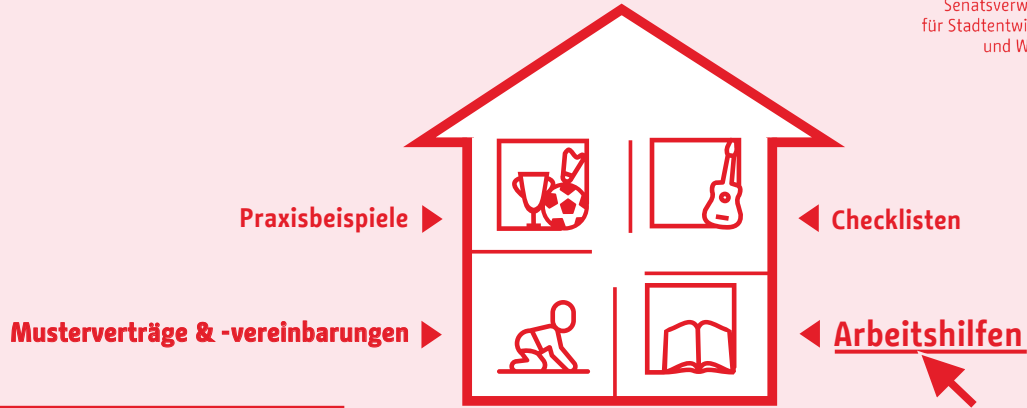 Senatsverw
für Stadtentwi
und W
Praxisbeispiele
Checklisten
Musterverträge & -vereinbarungen
Arbeitshilfen